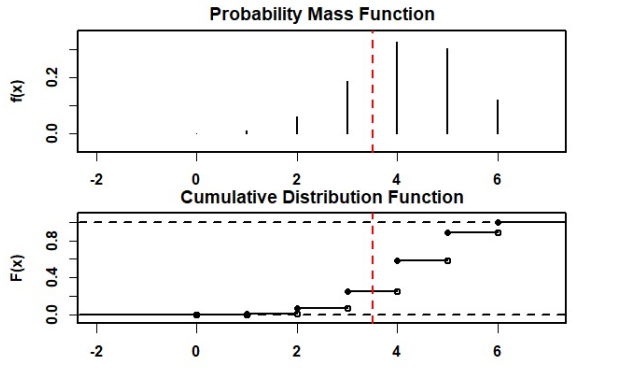 Probability Mass Function
f(x)
0.2
0.0
-2 0 2 4 6
Cumulative Distribution Function
F(x)
0.8
0.4
0.0
-2 0 2 4 6